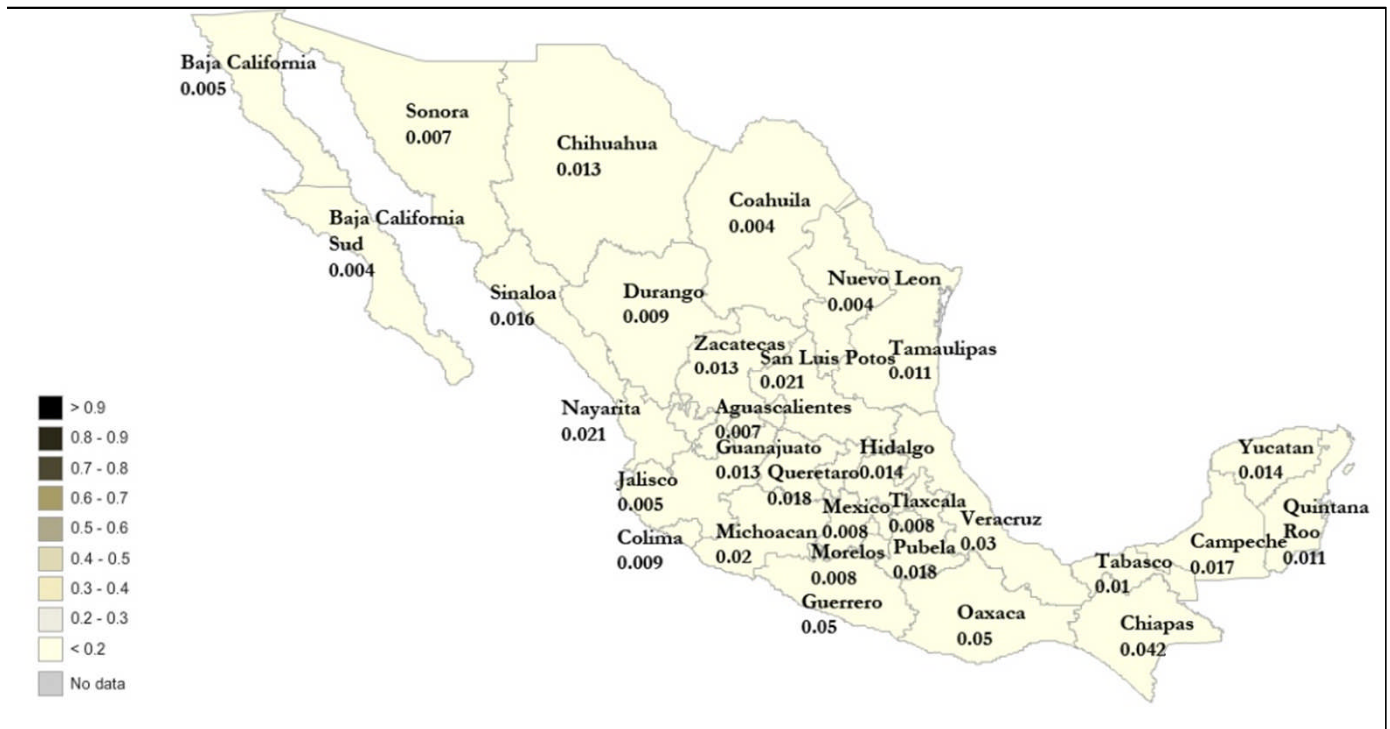 Baja California
0.005
Sonora
0.007
Chihuahua
0.013
Coahuila
0.004
Baja California
Sud
0.004
Nuevo Leon
0.004
Sinaloa
0.016
Durango
0.009
Zacatecas
0.013
San Luis Potos
0.021
Tamaulipas
0.011
Nayarita
0.021
Aguascalientes
0.007
Guanajuato
0.013
Hidalgo
0.014
Queretaro
0.018
Jalisco
0.005
Mexico
0.008
Tlaxcala
0.008
Veracruz
0.03
Colima
0.009
Michoacan
0.02
Morelos
0.008
Pubela
0.018
Guerrero
0.05
Oaxaca
0.05
Yucatan
0.014
Quintana
Roo
0.011
Campeche
0.017
Tabasco
0.01
Chiapas
0.042
> 0.9
0.8 - 0.9
0.7 - 0.8
0.6 - 0.7
0.5 - 0.6
0.4 - 0.5
0.3 - 0.4
0.2 - 0.3
< 0.2
No data